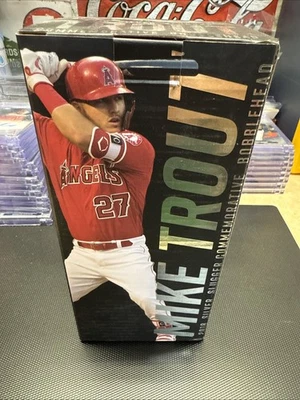 Coca-Cola
A
ANGELS
27
MIKE TROUT
2018 SILVER SLUGGER COMMEMORATIVE BOBBLEHEAD